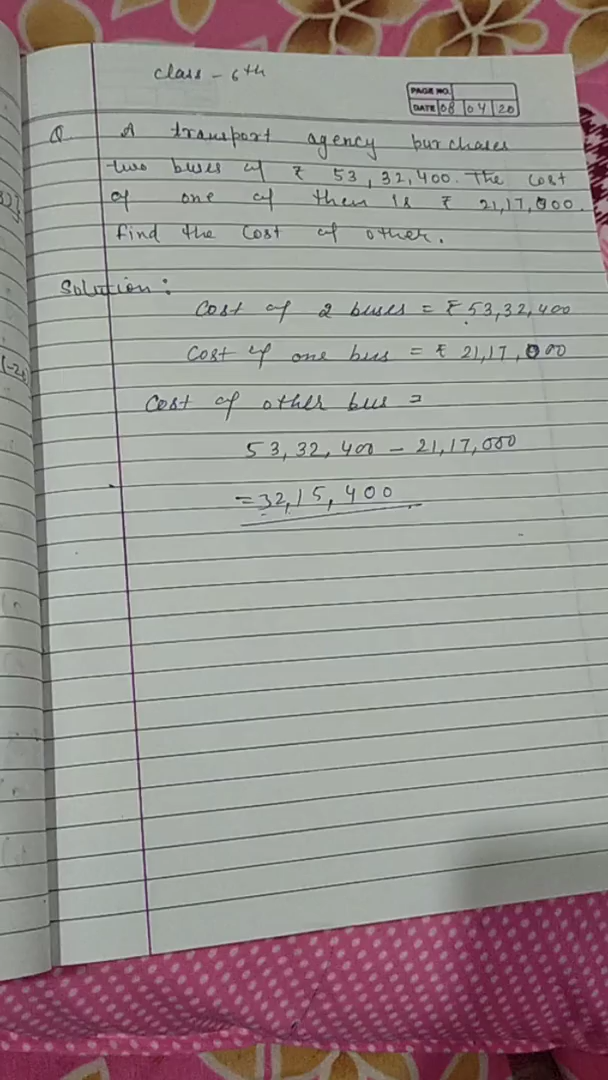 Class - 6th
PAGE NO.
DATE 08 04 20
Q. A transport agency purchases
two buses of ₹ 53,32,400. The cost
of one of them is ₹ 21,17,000.
find the cost of other.
Solution :
Cost of 2 buses = ₹ 53,32,400
Cost of one bus = ₹ 21,17,000
Cost of other bus =
53,32,400 - 21,17,000
= 32,15,400